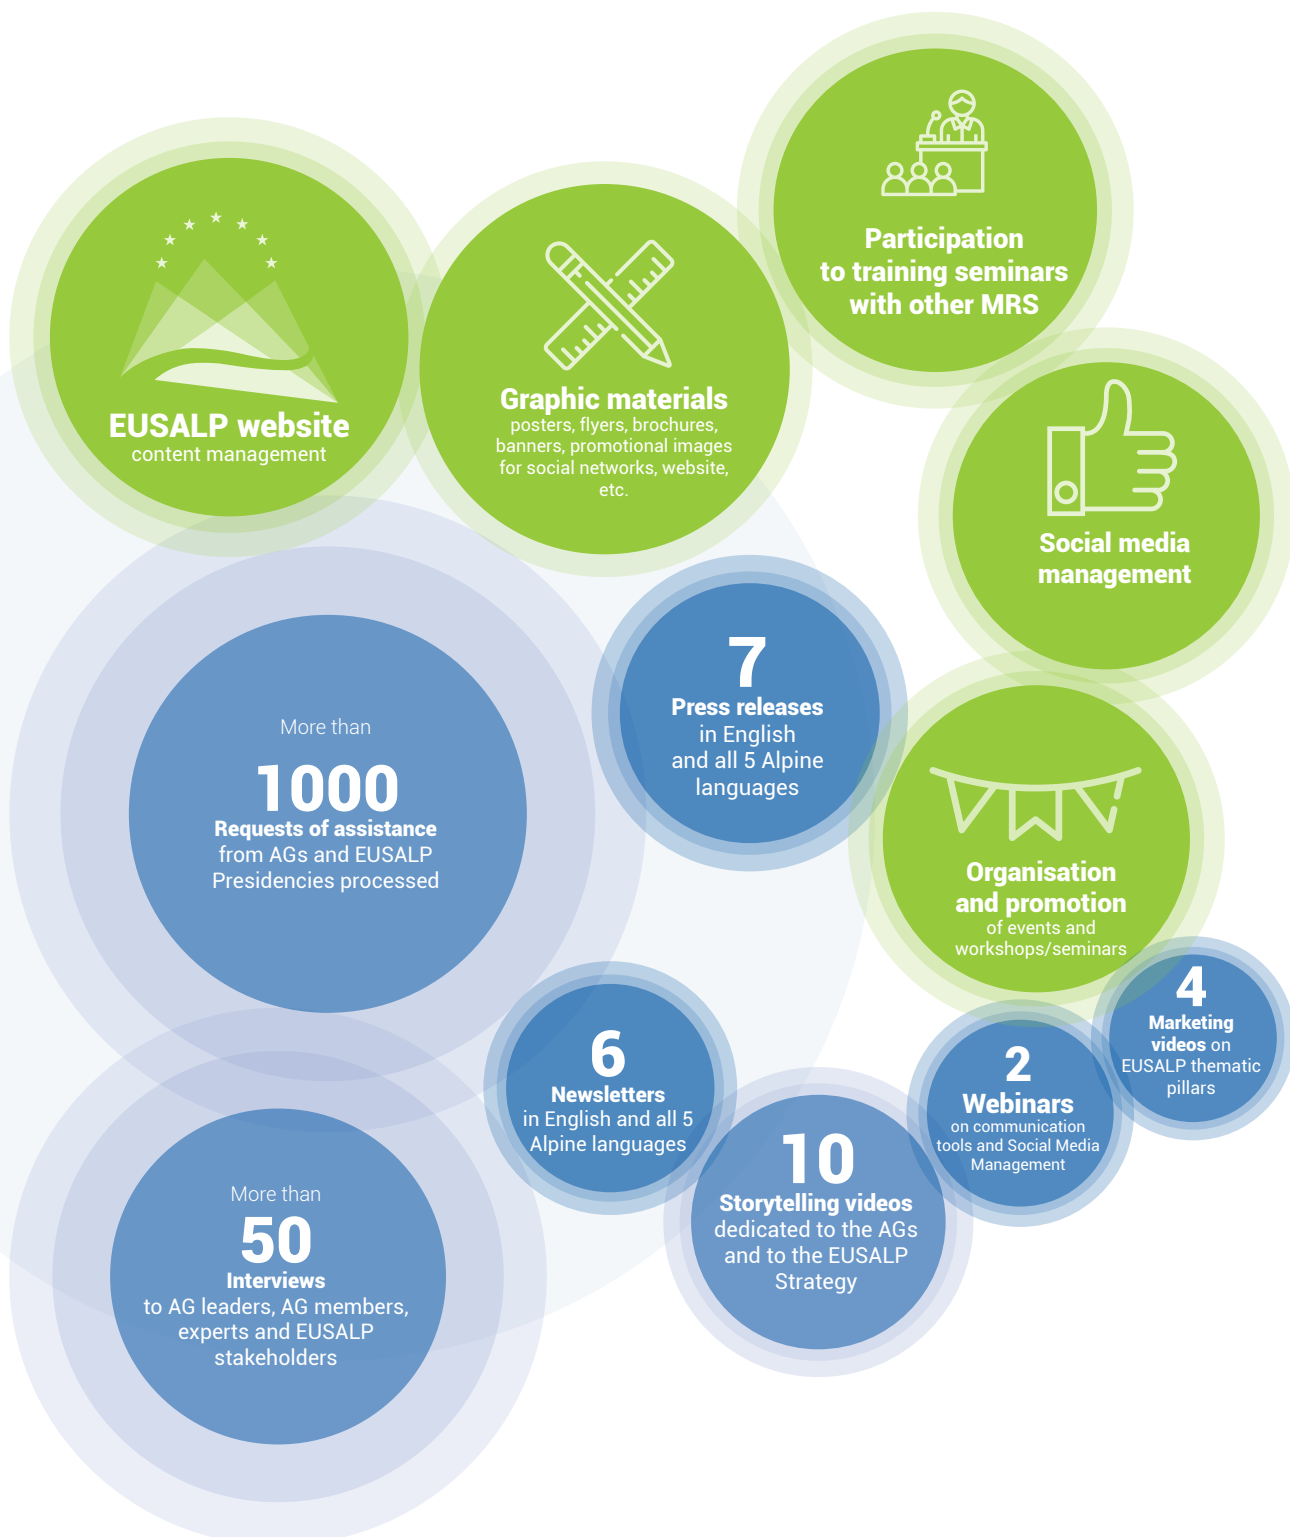 Participation
to training seminars
with other MRS
EUSALP website
content management
Graphic materials
posters, flyers, brochures,
banners, promotional images
for social networks, website,
etc.
Social media
management
7
Press releases
in English
and all 5 Alpine
languages
More than
1000
Requests of assistance
from AGs and EUSALP
Presidencies processed
Organisation
and promotion
of events and
workshops/seminars
4
Marketing
videos on
EUSALP thematic
pillars
6
Newsletters
in English and all 5
Alpine languages
2
Webinars
on communication
tools and Social Media
Management
10
Storytelling videos
dedicated to the AGs
and to the EUSALP
Strategy
More than
50
Interviews
to AG leaders, AG members,
experts and EUSALP
stakeholders